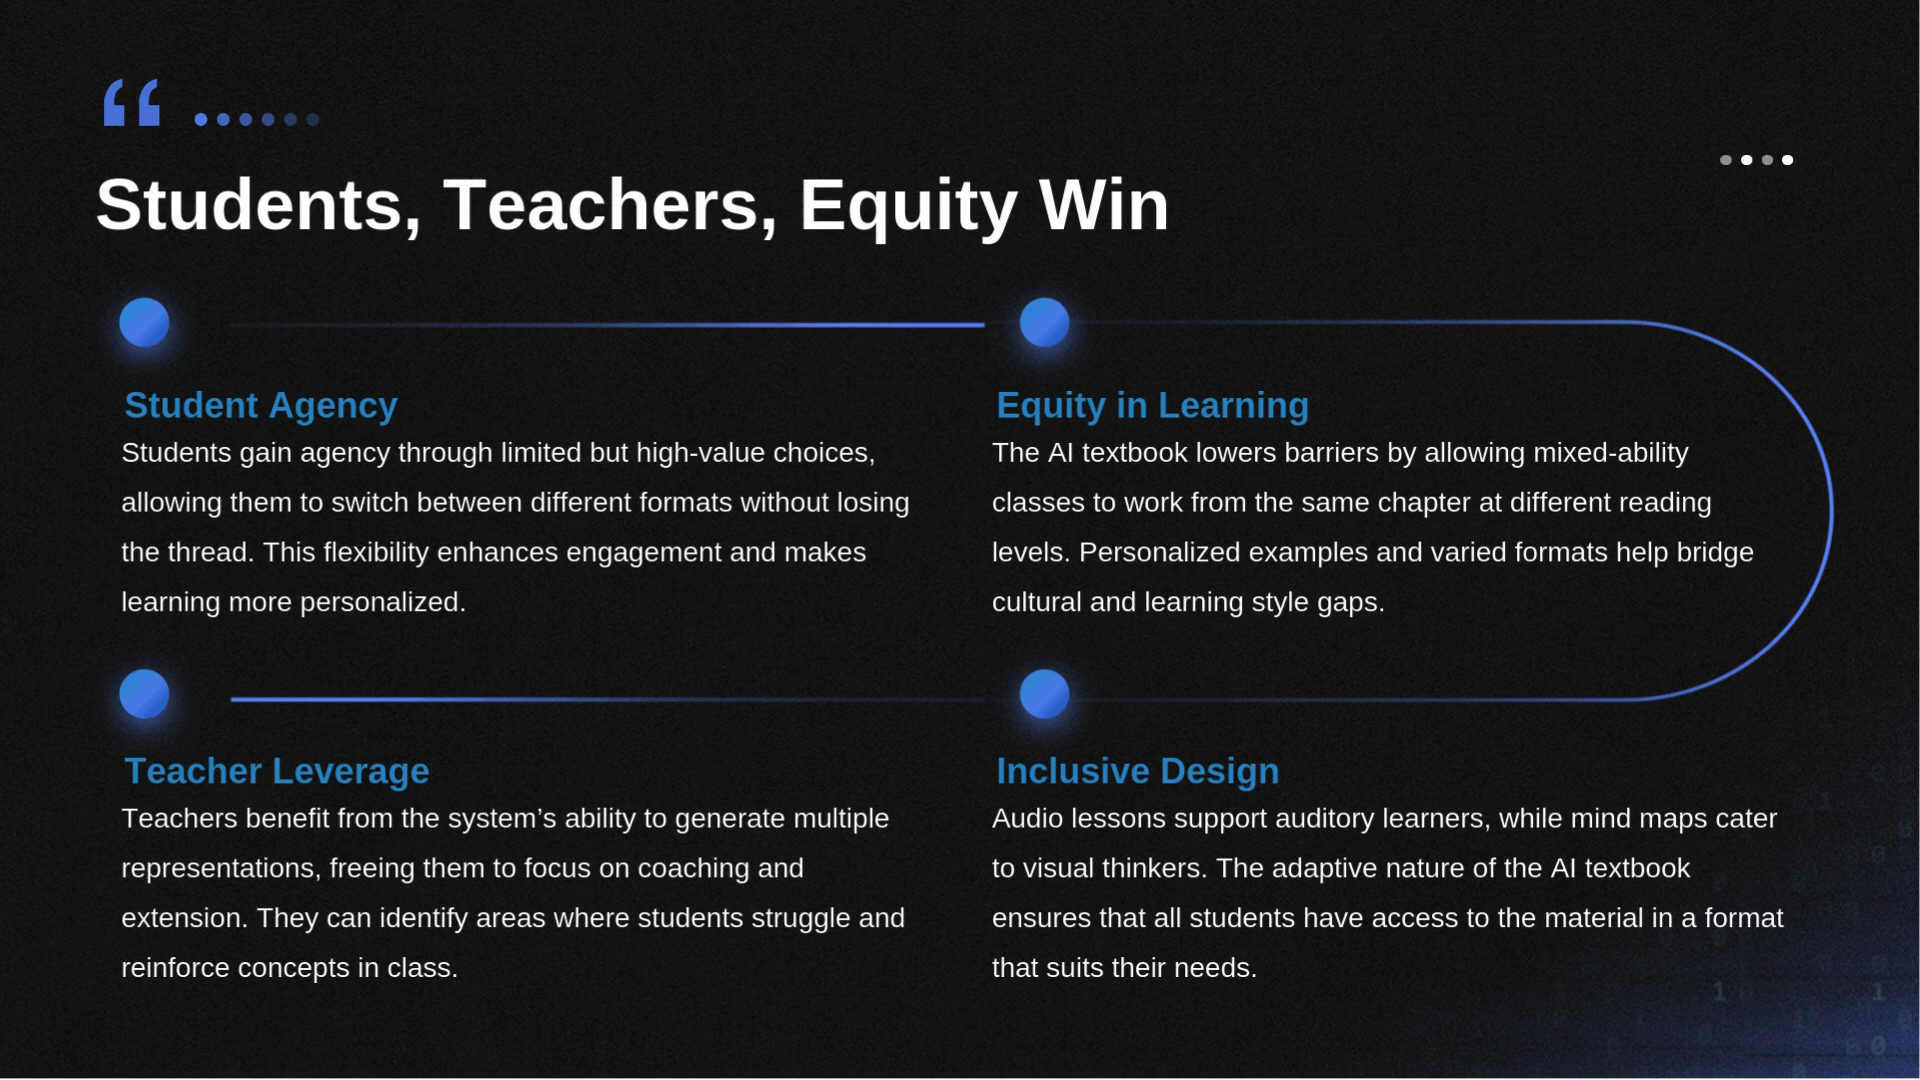 Students, Teachers, Equity Win
Student Agency
Students gain agency through limited but high-value choices,
allowing them to switch between different formats without losing
the thread. This flexibility enhances engagement and makes
learning more personalized.
Equity in Learning
The AI textbook lowers barriers by allowing mixed-ability
classes to work from the same chapter at different reading
levels. Personalized examples and varied formats help bridge
cultural and learning style gaps.
Teacher Leverage
Teachers benefit from the system’s ability to generate multiple
representations, freeing them to focus on coaching and
extension. They can identify areas where students struggle and
reinforce concepts in class.
Inclusive Design
Audio lessons support auditory learners, while mind maps cater
to visual thinkers. The adaptive nature of the AI textbook
ensures that all students have access to the material in a format
that suits their needs.